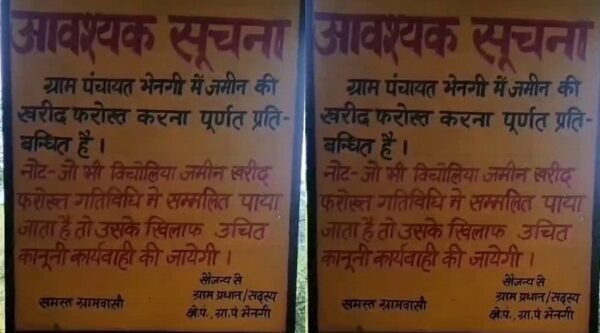 आवश्यक सूचना
ग्राम पंचायत भेनगी में जमीन की
खरीद फरोस्त करना पूर्णत प्रति-
बन्धित है ।
नोट-जो भी विचोलिया जमीन खरीद
फरोख्त गतिविधि मे सम्मलित पाया
जाता है तो उसके खिलाफ उचित
कानूनी कार्यवाही की जायेगी ।
सौजन्य से
समस्त ग्रामवासी ग्राम प्रधान/सदस्य
क्षे.पं., ग्रा.पं भेनगी
आवश्यक सूचना
ग्राम पंचायत भेनगी में जमीन की
खरीद फरोस्त करना पूर्णत प्रति-
बन्धित है ।
नोट-जो भी विचोलिया जमीन खरीद
फरोख्त गतिविधि मे सम्मलित पाया
जाता है तो उसके खिलाफ उचित
कानूनी कार्यवाही की जायेगी ।
सौजन्य से
समस्त ग्रामवासी ग्राम प्रधान/सदस्य
क्षे.पं., ग्रा.पं भेनगी